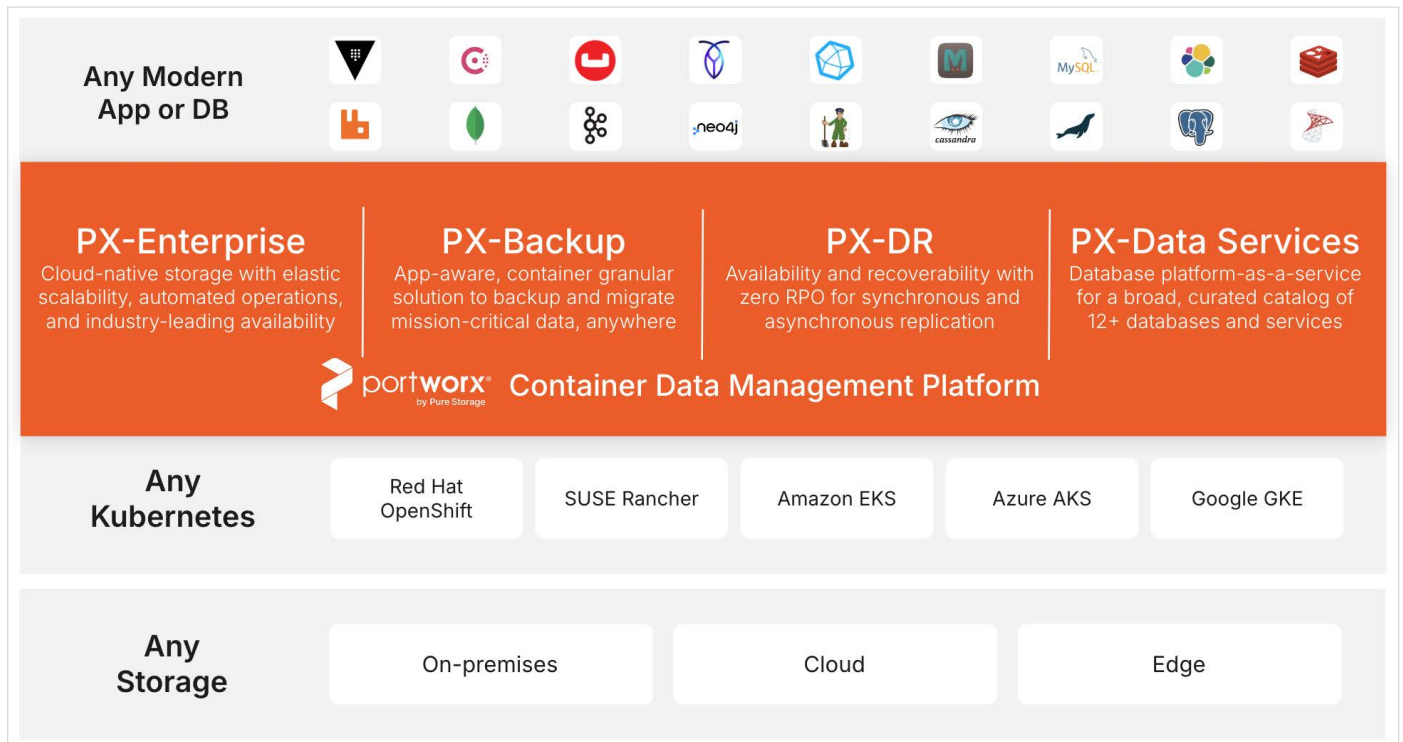 Any Modern
App or DB
MySQL
neo4j
cassandra
PX-Enterprise
Cloud-native storage with elastic
scalability, automated operations,
and industry-leading availability
PX-Backup
App-aware, container granular
solution to backup and migrate
mission-critical data, anywhere
PX-DR
Availability and recoverability with
zero RPO for synchronous and
asynchronous replication
PX-Data Services
Database platform-as-a-service
for a broad, curated catalog of
12+ databases and services
portworx®
by Pure Storage
Container Data Management Platform
Any
Kubernetes
Red Hat
OpenShift
SUSE Rancher
Amazon EKS
Azure AKS
Google GKE
Any
Storage
On-premises
Cloud
Edge